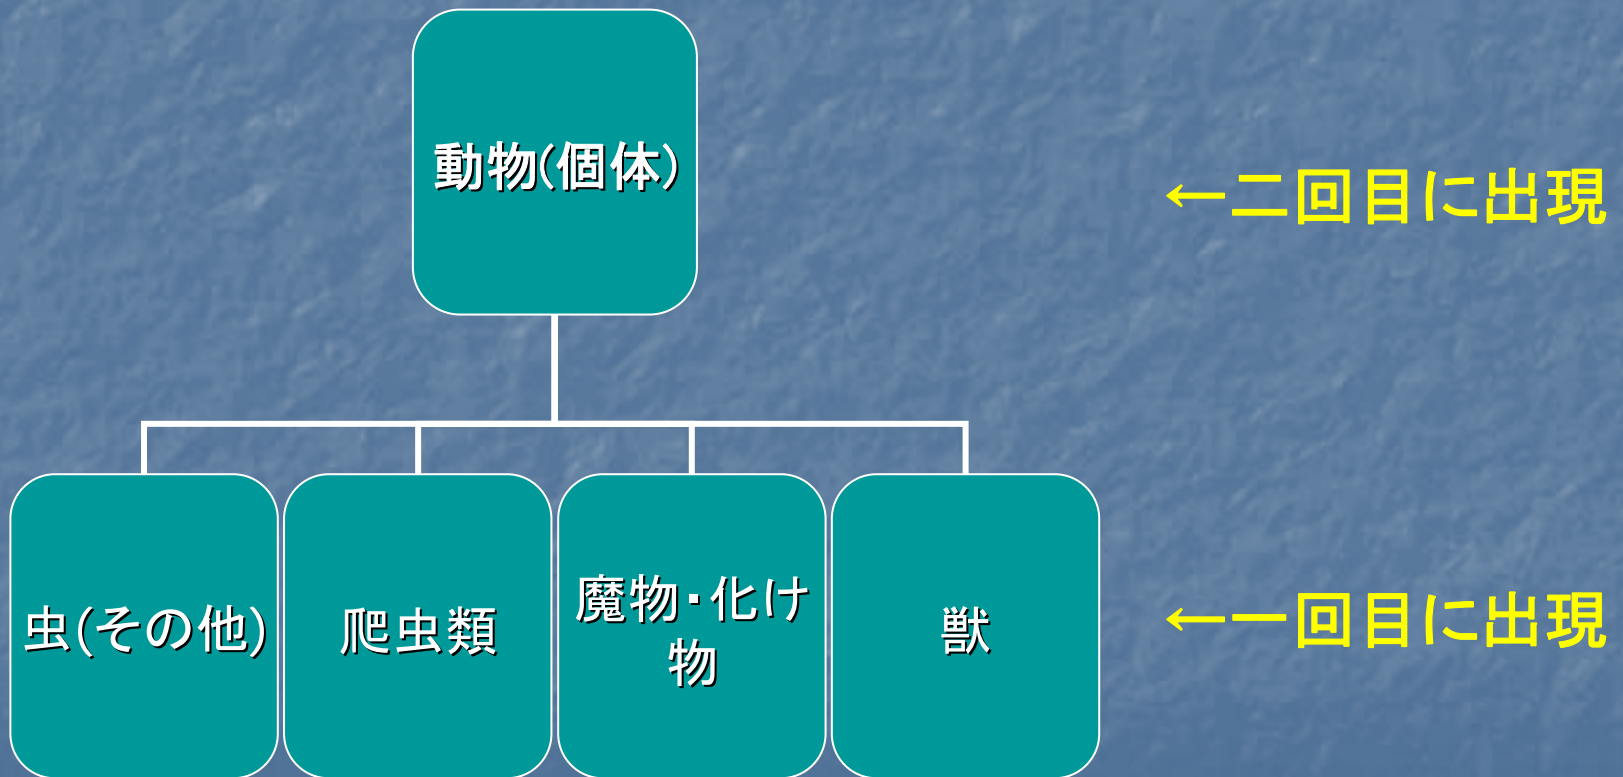 動物(個体)
←二回目に出現
虫(その他)
爬虫類
魔物・化け
物
獣
←一回目に出現